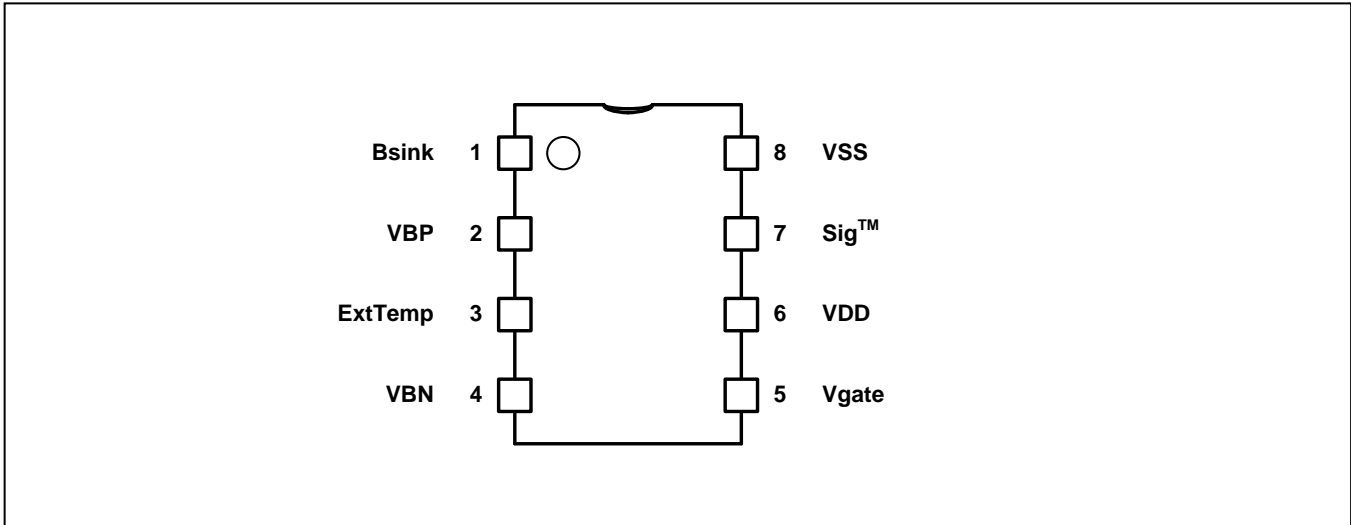 Bsink 1 8 VSS
VBP 2 7 Sig™
ExtTemp 3 6 VDD
VBN 4 5 Vgate